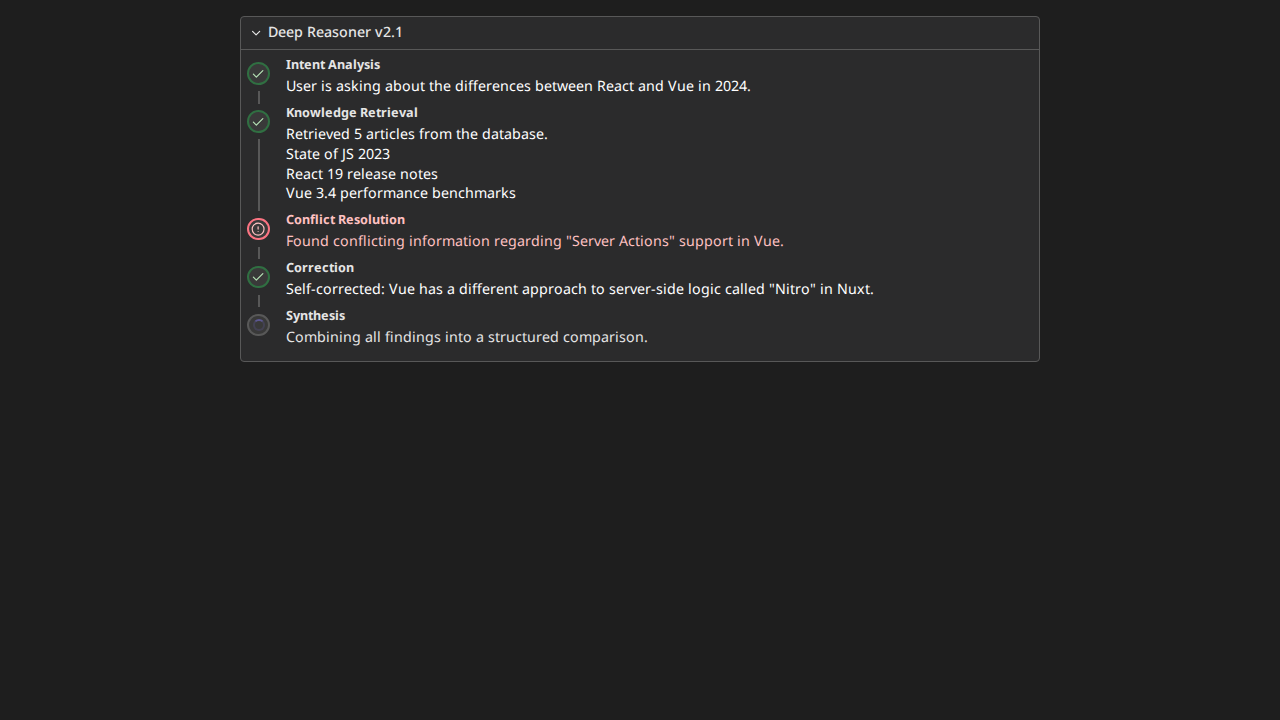 Deep Reasoner v2.1
Intent Analysis
User is asking about the differences between React and Vue in 2024.
Knowledge Retrieval
Retrieved 5 articles from the database.
State of JS 2023
React 19 release notes
Vue 3.4 performance benchmarks
Conflict Resolution
Found conflicting information regarding "Server Actions" support in Vue.
Correction
Self-corrected: Vue has a different approach to server-side logic called "Nitro" in Nuxt.
Synthesis
Combining all findings into a structured comparison.